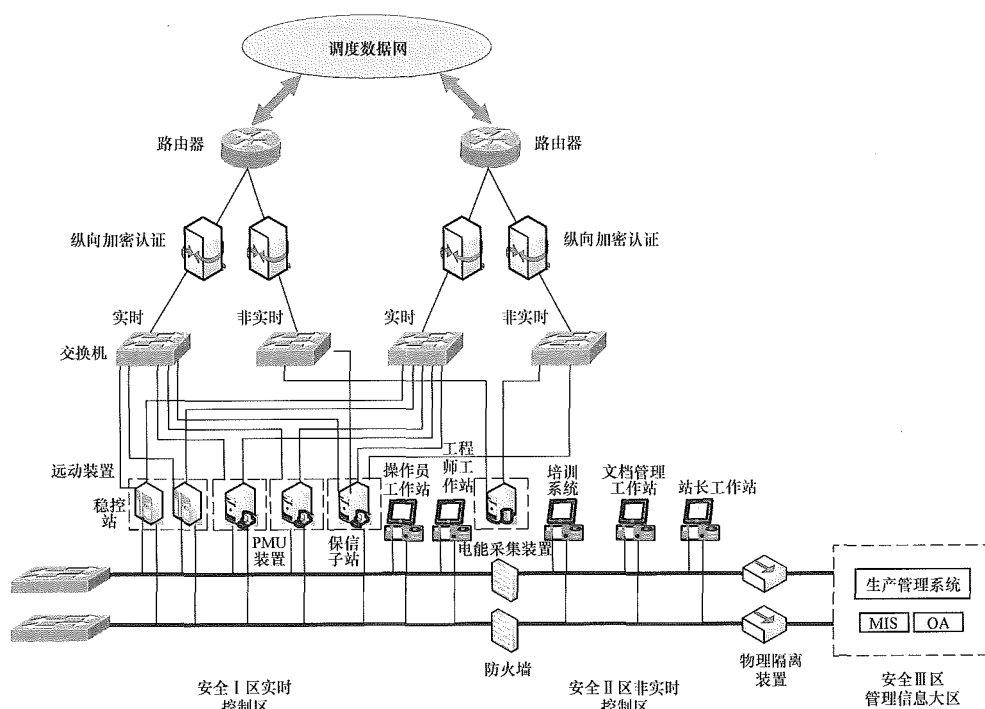 调度数据网
路由器
路由器
纵向加密认证
纵向加密认证
实时
非实时
实时
非实时
交换机
远动装置
稳控
站
PMU
装置
保信
子站
操作员
工作站
工程
师工
作站
电能采集装置
培训
系统
文档管理
工作站
站长工作站
生产管理系统
MIS
OA
防火墙
物理隔离
装置
安全Ⅰ区实时
控制区
安全Ⅱ区非实时
控制区
安全Ⅲ区
管理信息大区